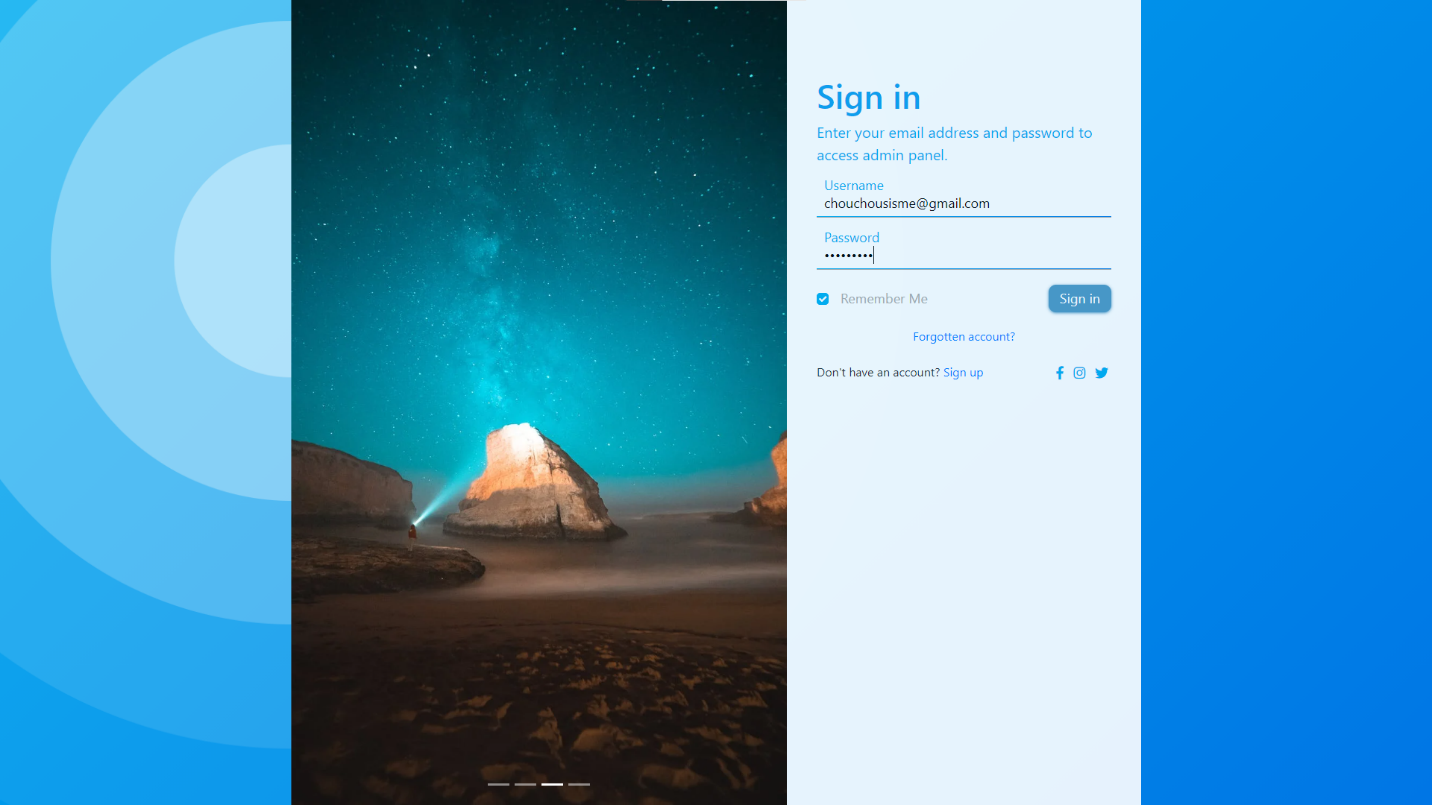 Sign in
Enter your email address and password to
access admin panel.
Username
chouchousisme@gmail.com
Password
•••••••••
Remember Me
Sign in
Forgotten account?
Don't have an account? Sign up